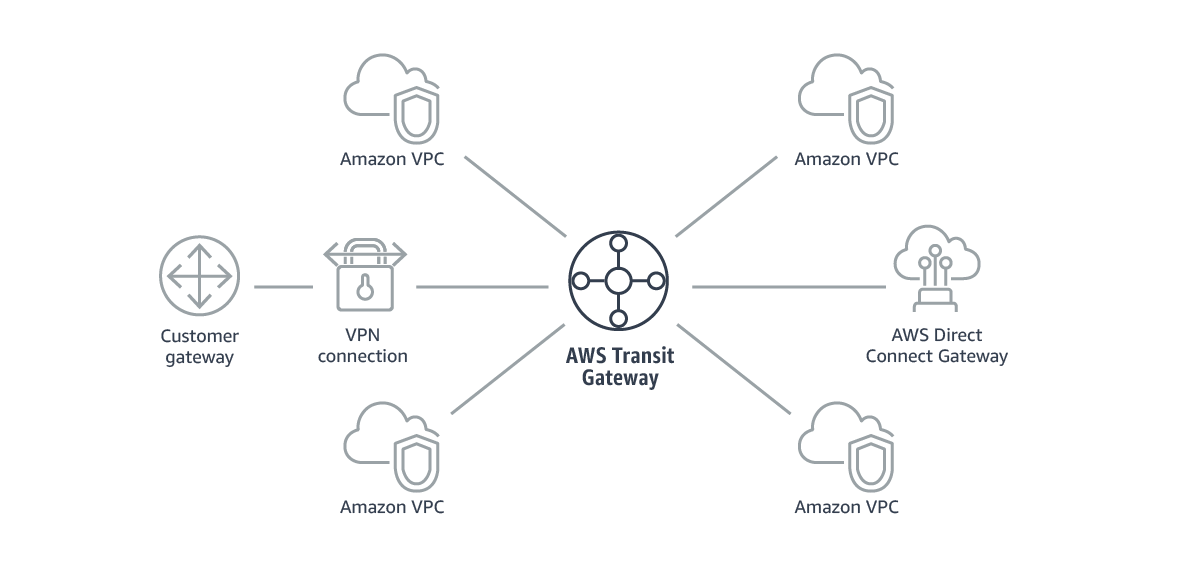 Amazon VPC
Amazon VPC
Customer
gateway
VPN
connection
AWS Transit
Gateway
AWS Direct
Connect Gateway
Amazon VPC
Amazon VPC